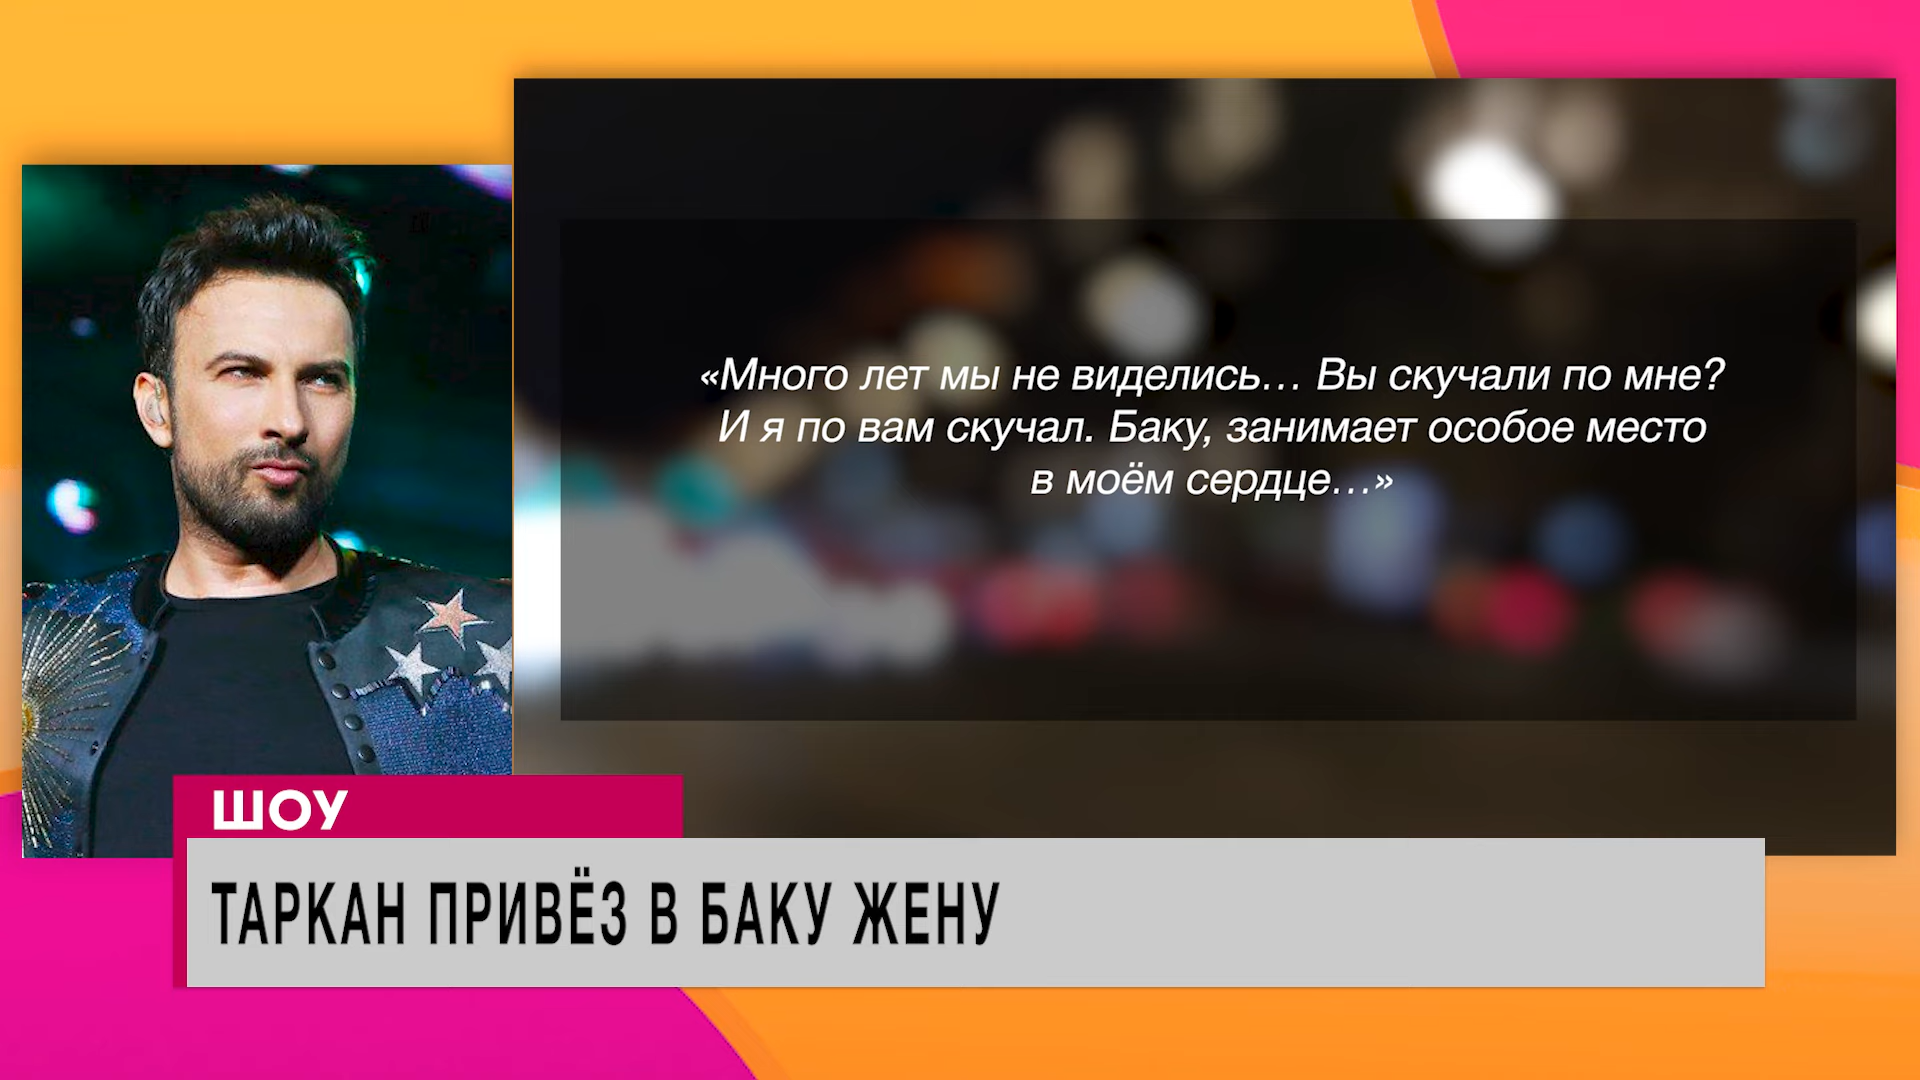 «Много лет мы не виделись… Вы скучали по мне?
И я по вам скучал. Баку, занимает особое место
в моём сердце…»
ШОУ
ТАРКАН ПРИВЁЗ В БАКУ ЖЕНУ